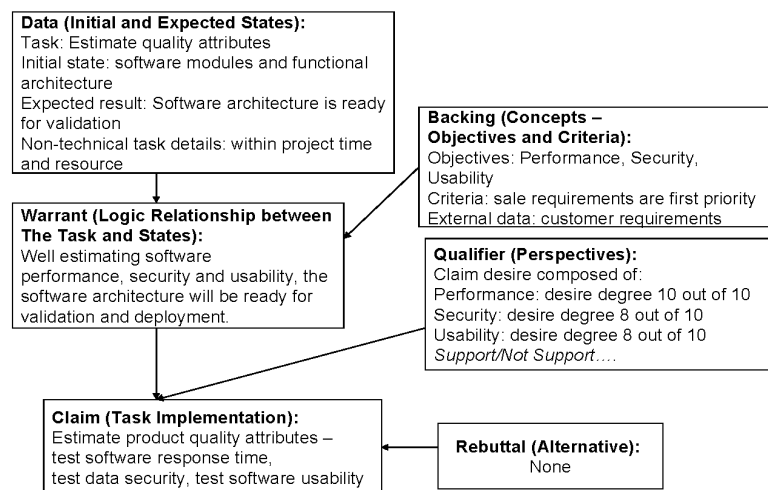 Data (Initial and Expected States):
Task: Estimate quality attributes
Initial state: software modules and functional
architecture
Expected result: Software architecture is ready
for validation
Non-technical task details: within project time
and resource
Backing (Concepts –
Objectives and Criteria):
Objectives: Performance, Security,
Usability
Criteria: sale requirements are first priority
External data: customer requirements
Warrant (Logic Relationship between
The Task and States):
Well estimating software
performance, security and usability, the
software architecture will be ready for
validation and deployment.
Qualifier (Perspectives):
Claim desire composed of:
Performance: desire degree 10 out of 10
Security: desire degree 8 out of 10
Usability: desire degree 8 out of 10
Support/Not Support….
Claim (Task Implementation):
Estimate product quality attributes –
test software response time,
test data security, test software usability
Rebuttal (Alternative):
None